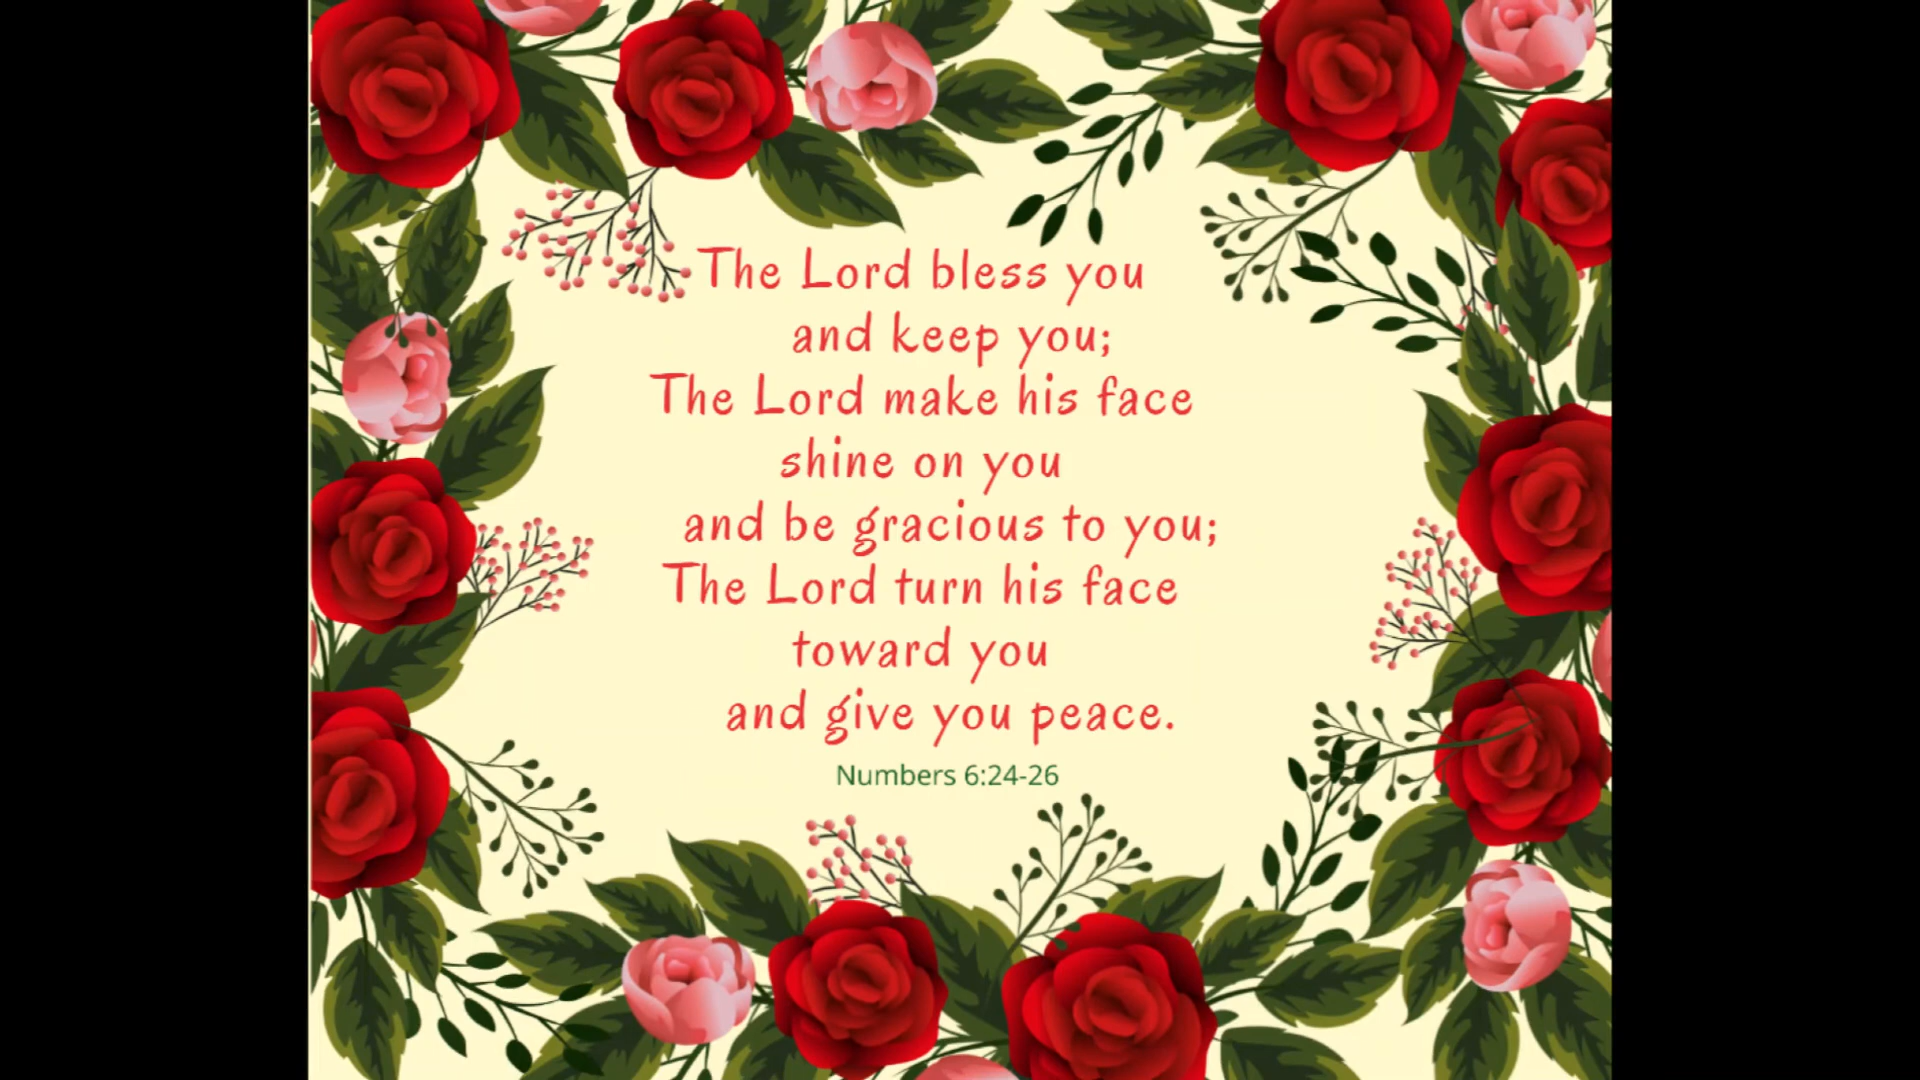 The Lord bless you
and keep you;
The Lord make his face
shine on you
and be gracious to you;
The Lord turn his face
toward you
and give you peace.
Numbers 6:24-26